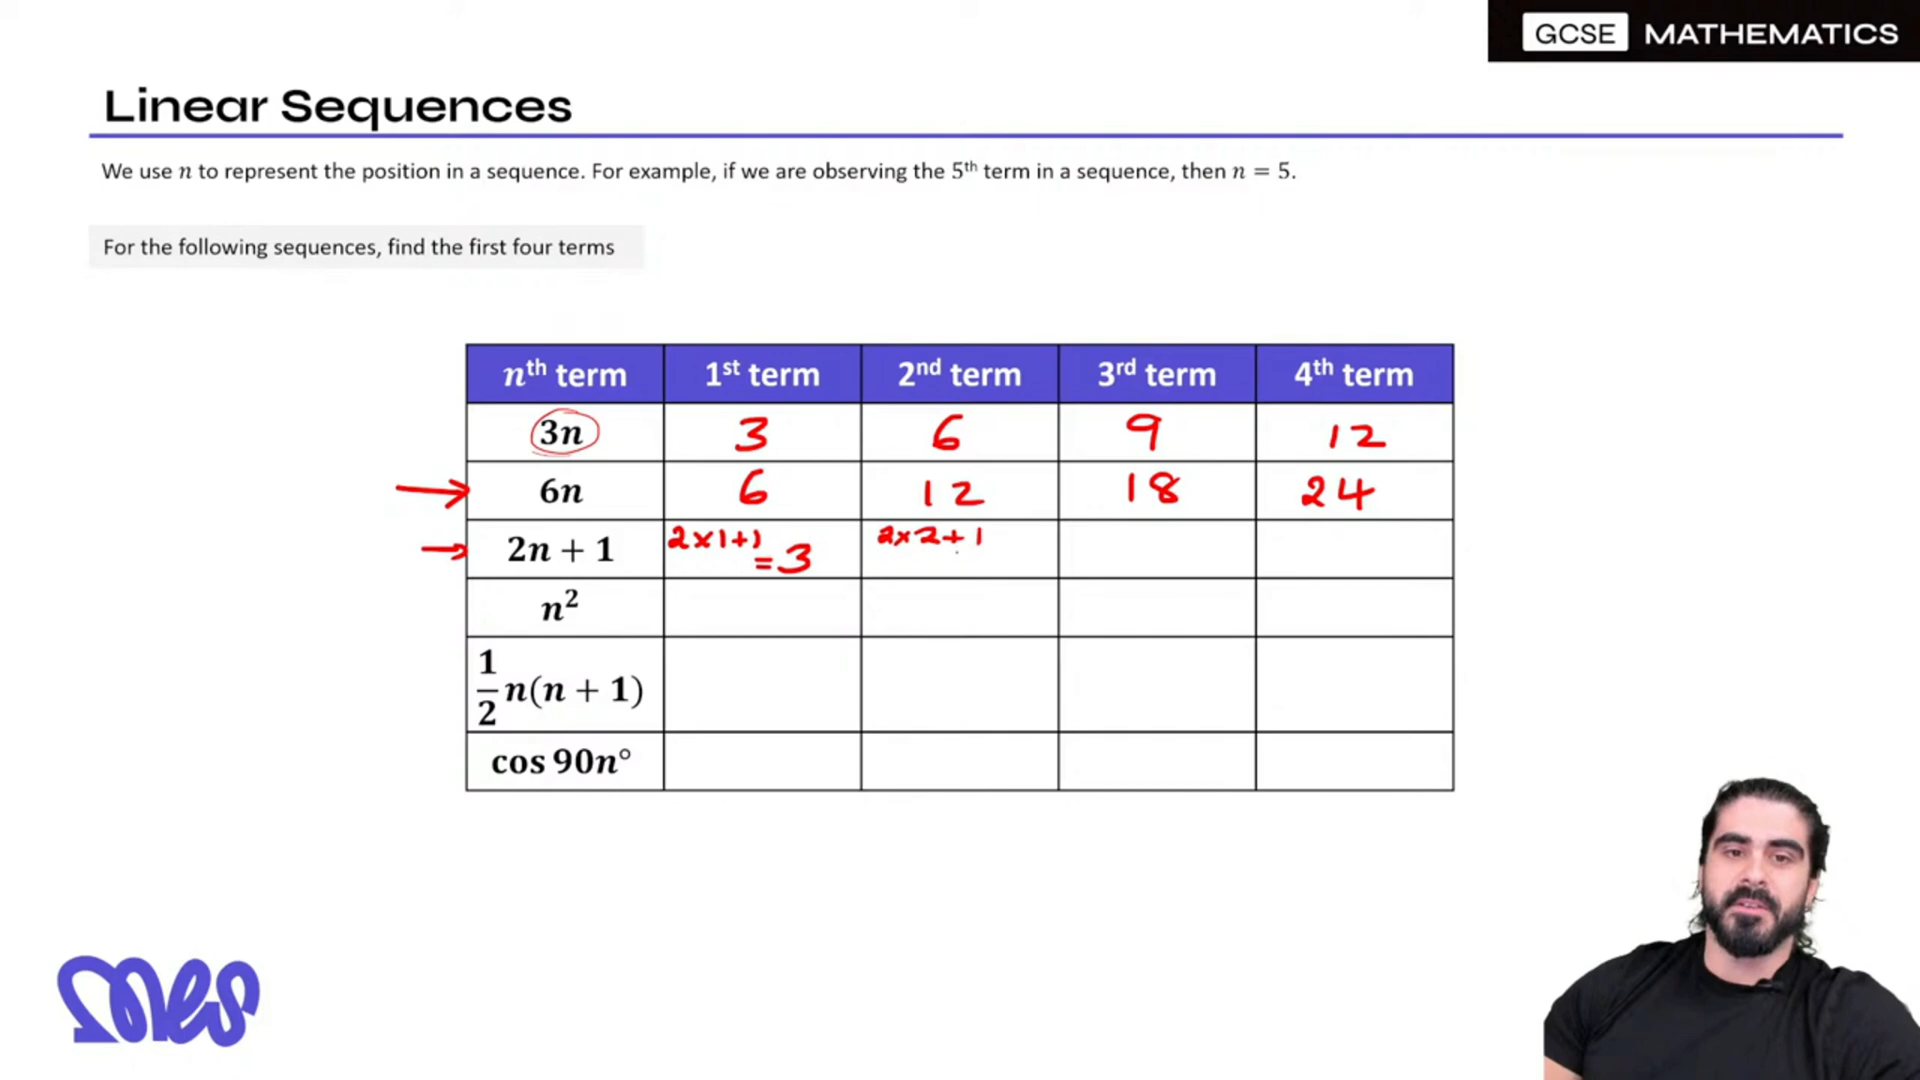 GCSE MATHEMATICS
Linear Sequences
We use n to represent the position in a sequence. For example, if we are observing the 5th term in a sequence, then n = 5.
For the following sequences, find the first four terms
nth term 1st term 2nd term 3rd term 4th term
3n 3 6 9 12
→ 6n 6 12 18 24
→ 2n + 1 2×1+1 =3 2×2+1
n²
1/2 n(n + 1)
cos 90n°
mes